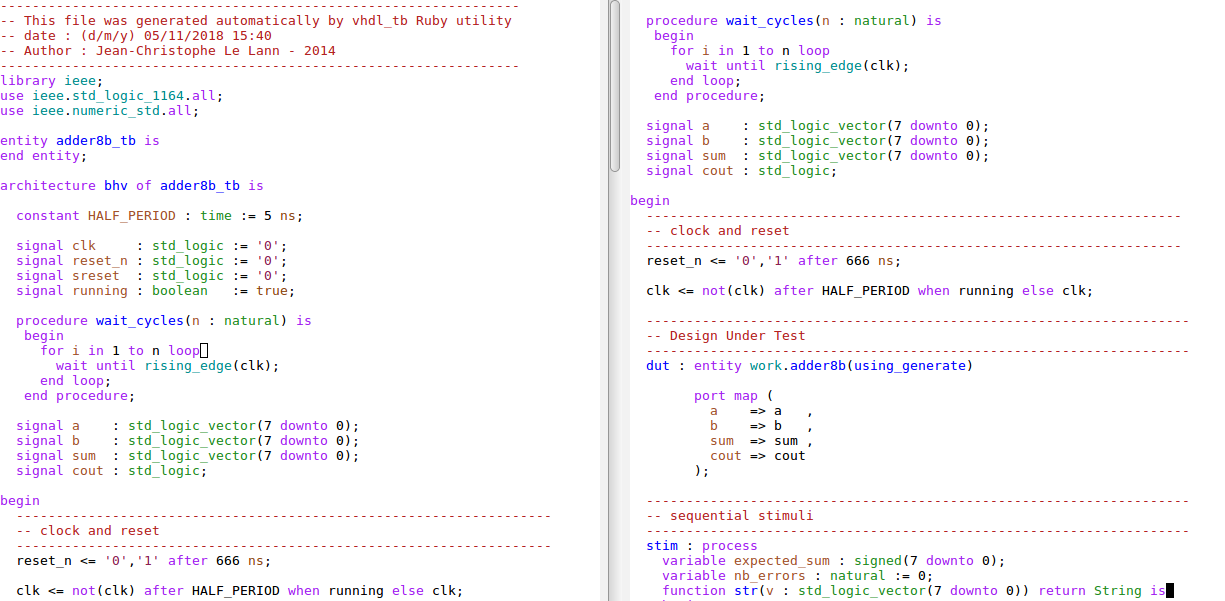 --------------------------------------------------------------------------------
-- This file was generated automatically by vhdl_tb Ruby utility
-- date : (d/m/y) 05/11/2018 15:40
-- Author : Jean-Christophe Le Lann - 2014
--------------------------------------------------------------------------------
library ieee;
use ieee.std_logic_1164.all;
use ieee.numeric_std.all;

entity adder8b_tb is
end entity;

architecture bhv of adder8b_tb is

  constant HALF_PERIOD : time := 5 ns;

  signal clk     : std_logic := '0';
  signal reset_n : std_logic := '0';
  signal sreset  : std_logic := '0';
  signal running : boolean   := true;

  procedure wait_cycles(n : natural) is
   begin
     for i in 1 to n loop
       wait until rising_edge(clk);
     end loop;
   end procedure;

  signal a    : std_logic_vector(7 downto 0);
  signal b    : std_logic_vector(7 downto 0);
  signal sum  : std_logic_vector(7 downto 0);
  signal cout : std_logic;

begin
  -------------------------------------------------------------------
  -- clock and reset
  -------------------------------------------------------------------
  reset_n <= '0','1' after 666 ns;

  clk <= not(clk) after HALF_PERIOD when running else clk;

  procedure wait_cycles(n : natural) is
   begin
     for i in 1 to n loop
       wait until rising_edge(clk);
     end loop;
   end procedure;

  signal a    : std_logic_vector(7 downto 0);
  signal b    : std_logic_vector(7 downto 0);
  signal sum  : std_logic_vector(7 downto 0);
  signal cout : std_logic;

begin
  -------------------------------------------------------------------
  -- clock and reset
  -------------------------------------------------------------------
  reset_n <= '0','1' after 666 ns;

  clk <= not(clk) after HALF_PERIOD when running else clk;

  --------------------------------------------------------------------
  -- Design Under Test
  --------------------------------------------------------------------
  dut : entity work.adder8b(using_generate)

        port map (
          a    => a   ,
          b    => b   ,
          sum  => sum ,
          cout => cout
        );

  --------------------------------------------------------------------
  -- sequential stimuli
  --------------------------------------------------------------------
  stim : process
    variable expected_sum : signed(7 downto 0);
    variable nb_errors : natural := 0;
    function str(v : std_logic_vector(7 downto 0)) return String is